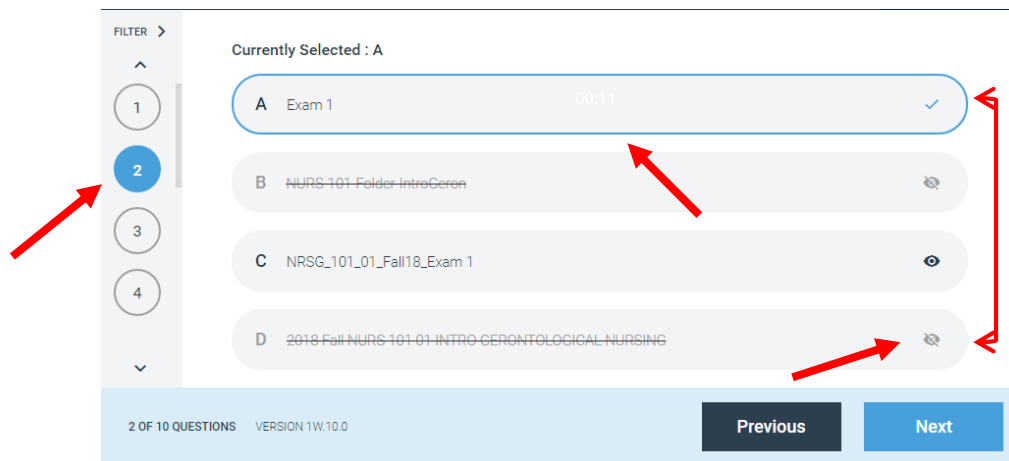 FILTER >
Currently Selected : A
1
A Exam 1 00:11
2
B NURS 101 Folder IntroGeron
3
C NRSG_101_01_Fall18_Exam 1
4
D 2018 Fall NURS 101 01 INTRO GERONTOLOGICAL NURSING
2 OF 10 QUESTIONS VERSION 1W.10.0
Previous
Next